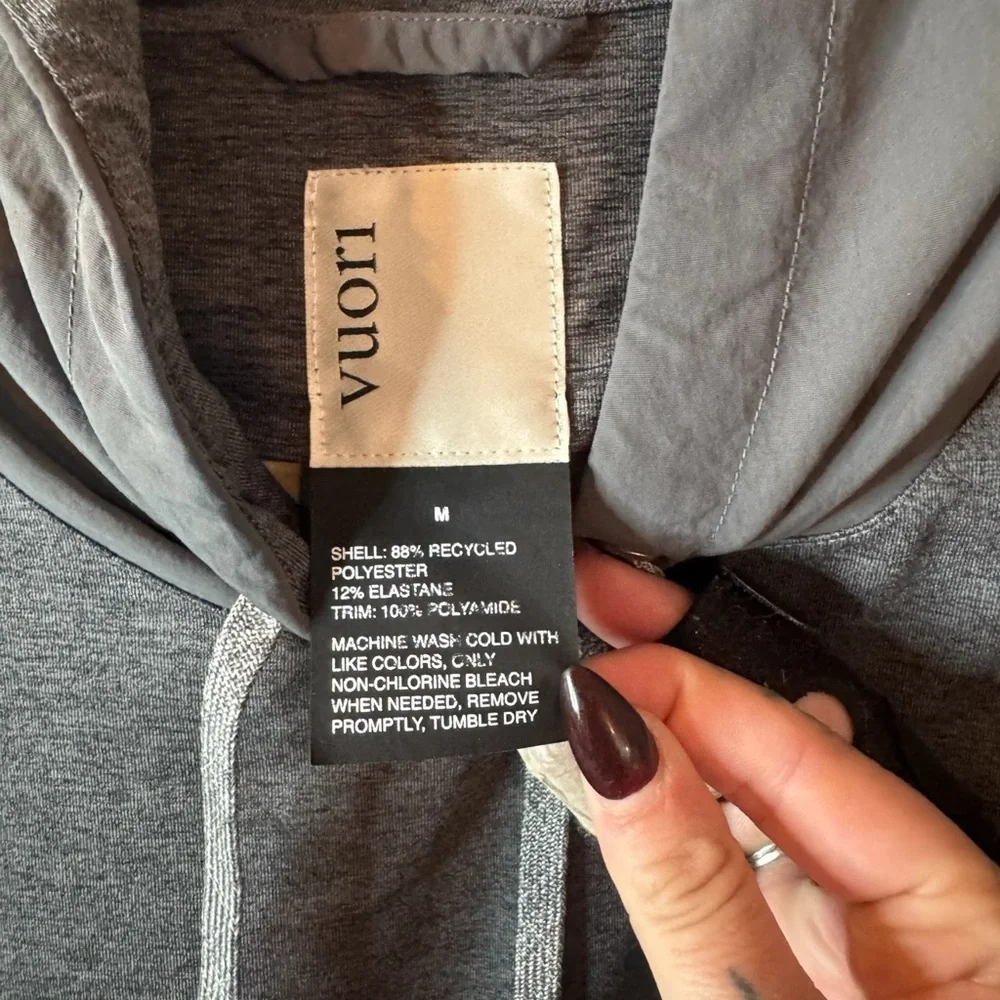 vuori
M
SHELL: 88% RECYCLED
POLYESTER
12% ELASTANE
TRIM: 100% POLYAMIDE
MACHINE WASH COLD WITH
LIKE COLORS, ONLY
NON-CHLORINE BLEACH
WHEN NEEDED, REMOVE
PROMPTLY, TUMBLE DRY